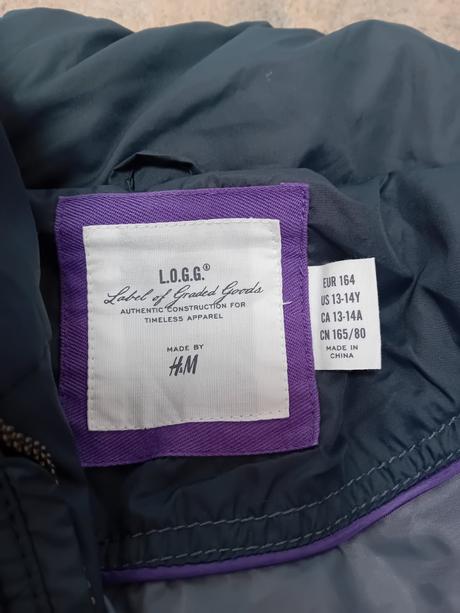 L.O.G.G.®
Label of Graded Goods
AUTHENTIC CONSTRUCTION FOR
TIMELESS APPAREL
MADE BY
H&M
EUR 164
US 13-14Y
CA 13-14A
CN 165/80
MADE IN
CHINA